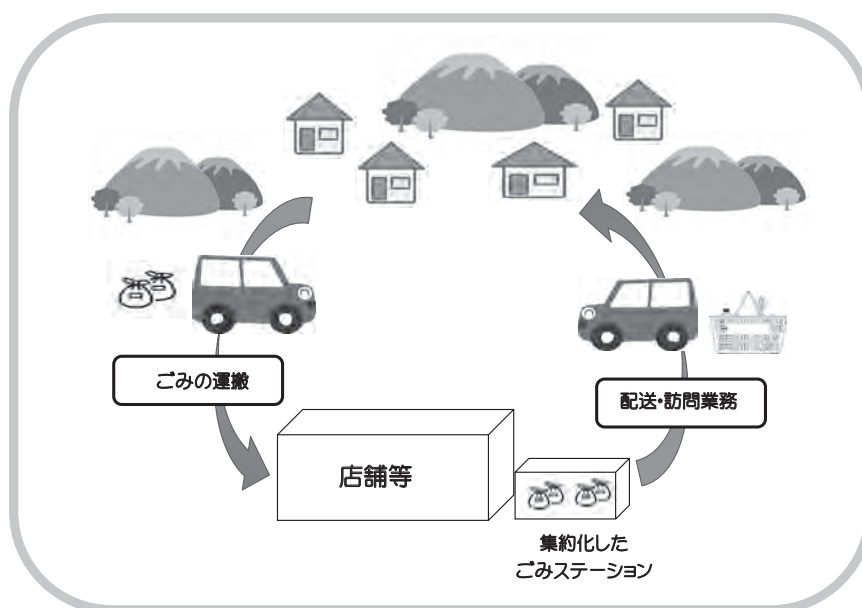 ごみの運搬
配送・訪問業務
店舗等
集約化した
ごみステーション